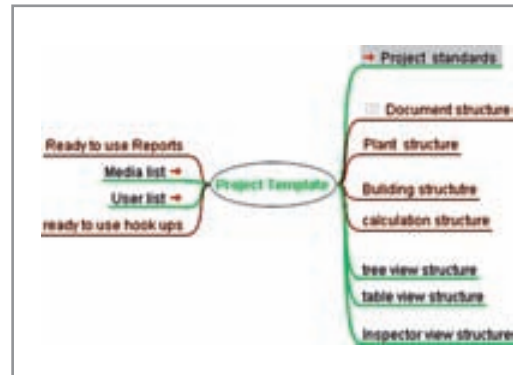 Project standards
Document structure
Ready to use Reports
Plant structure
Media list
Project Template
User list
Building structutre
ready to use hook ups
calculation structure
tree view structure
table view structure
Inspector view structure